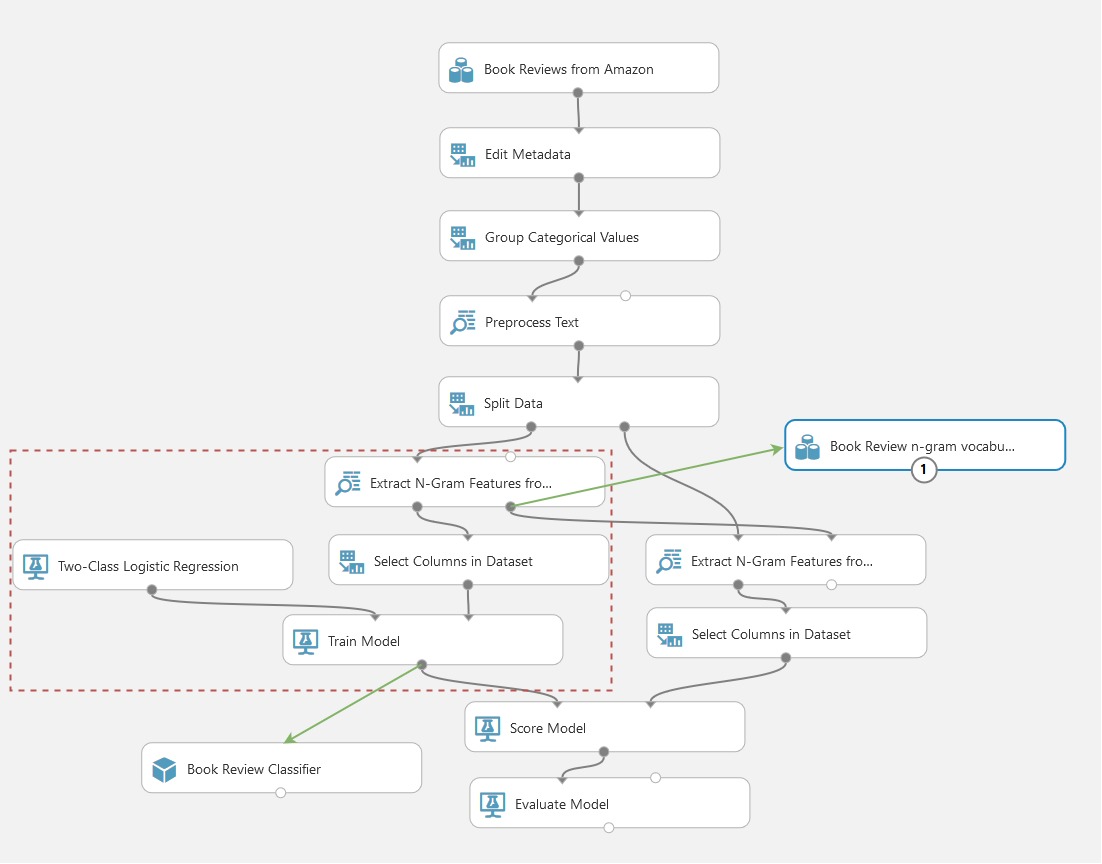 Book Reviews from Amazon
Edit Metadata
Group Categorical Values
Preprocess Text
Split Data
Book Review n-gram vocabu...
1
Extract N-Gram Features fro...
Two-Class Logistic Regression
Select Columns in Dataset
Extract N-Gram Features fro...
Train Model
Select Columns in Dataset
Score Model
Book Review Classifier
Evaluate Model